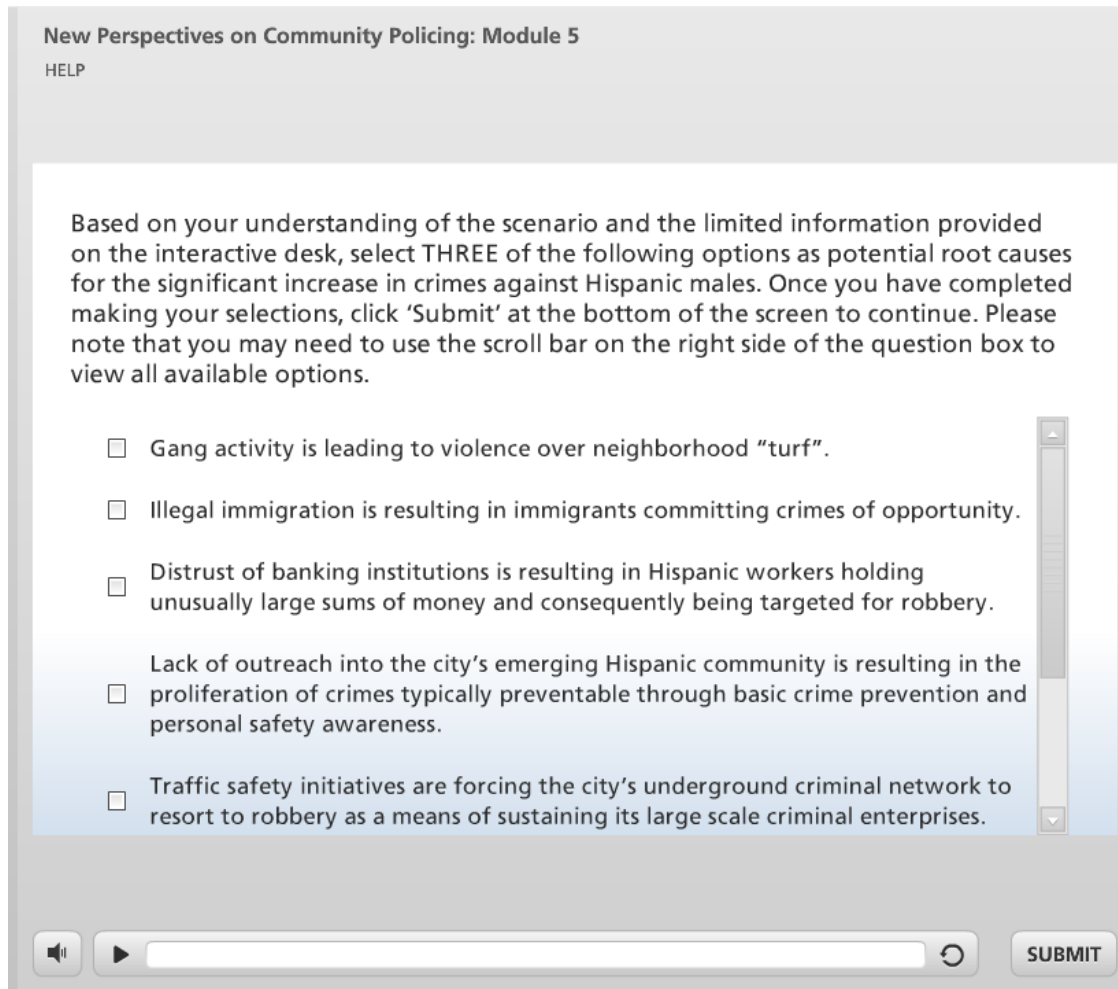 New Perspectives on Community Policing: Module 5
HELP
Based on your understanding of the scenario and the limited information provided
on the interactive desk, select THREE of the following options as potential root causes
for the significant increase in crimes against Hispanic males. Once you have completed
making your selections, click ‘Submit’ at the bottom of the screen to continue. Please
note that you may need to use the scroll bar on the right side of the question box to
view all available options.
Gang activity is leading to violence over neighborhood “turf”.
Illegal immigration is resulting in immigrants committing crimes of opportunity.
Distrust of banking institutions is resulting in Hispanic workers holding
unusually large sums of money and consequently being targeted for robbery.
Lack of outreach into the city’s emerging Hispanic community is resulting in the
proliferation of crimes typically preventable through basic crime prevention and
personal safety awareness.
Traffic safety initiatives are forcing the city’s underground criminal network to
resort to robbery as a means of sustaining its large scale criminal enterprises.
SUBMIT